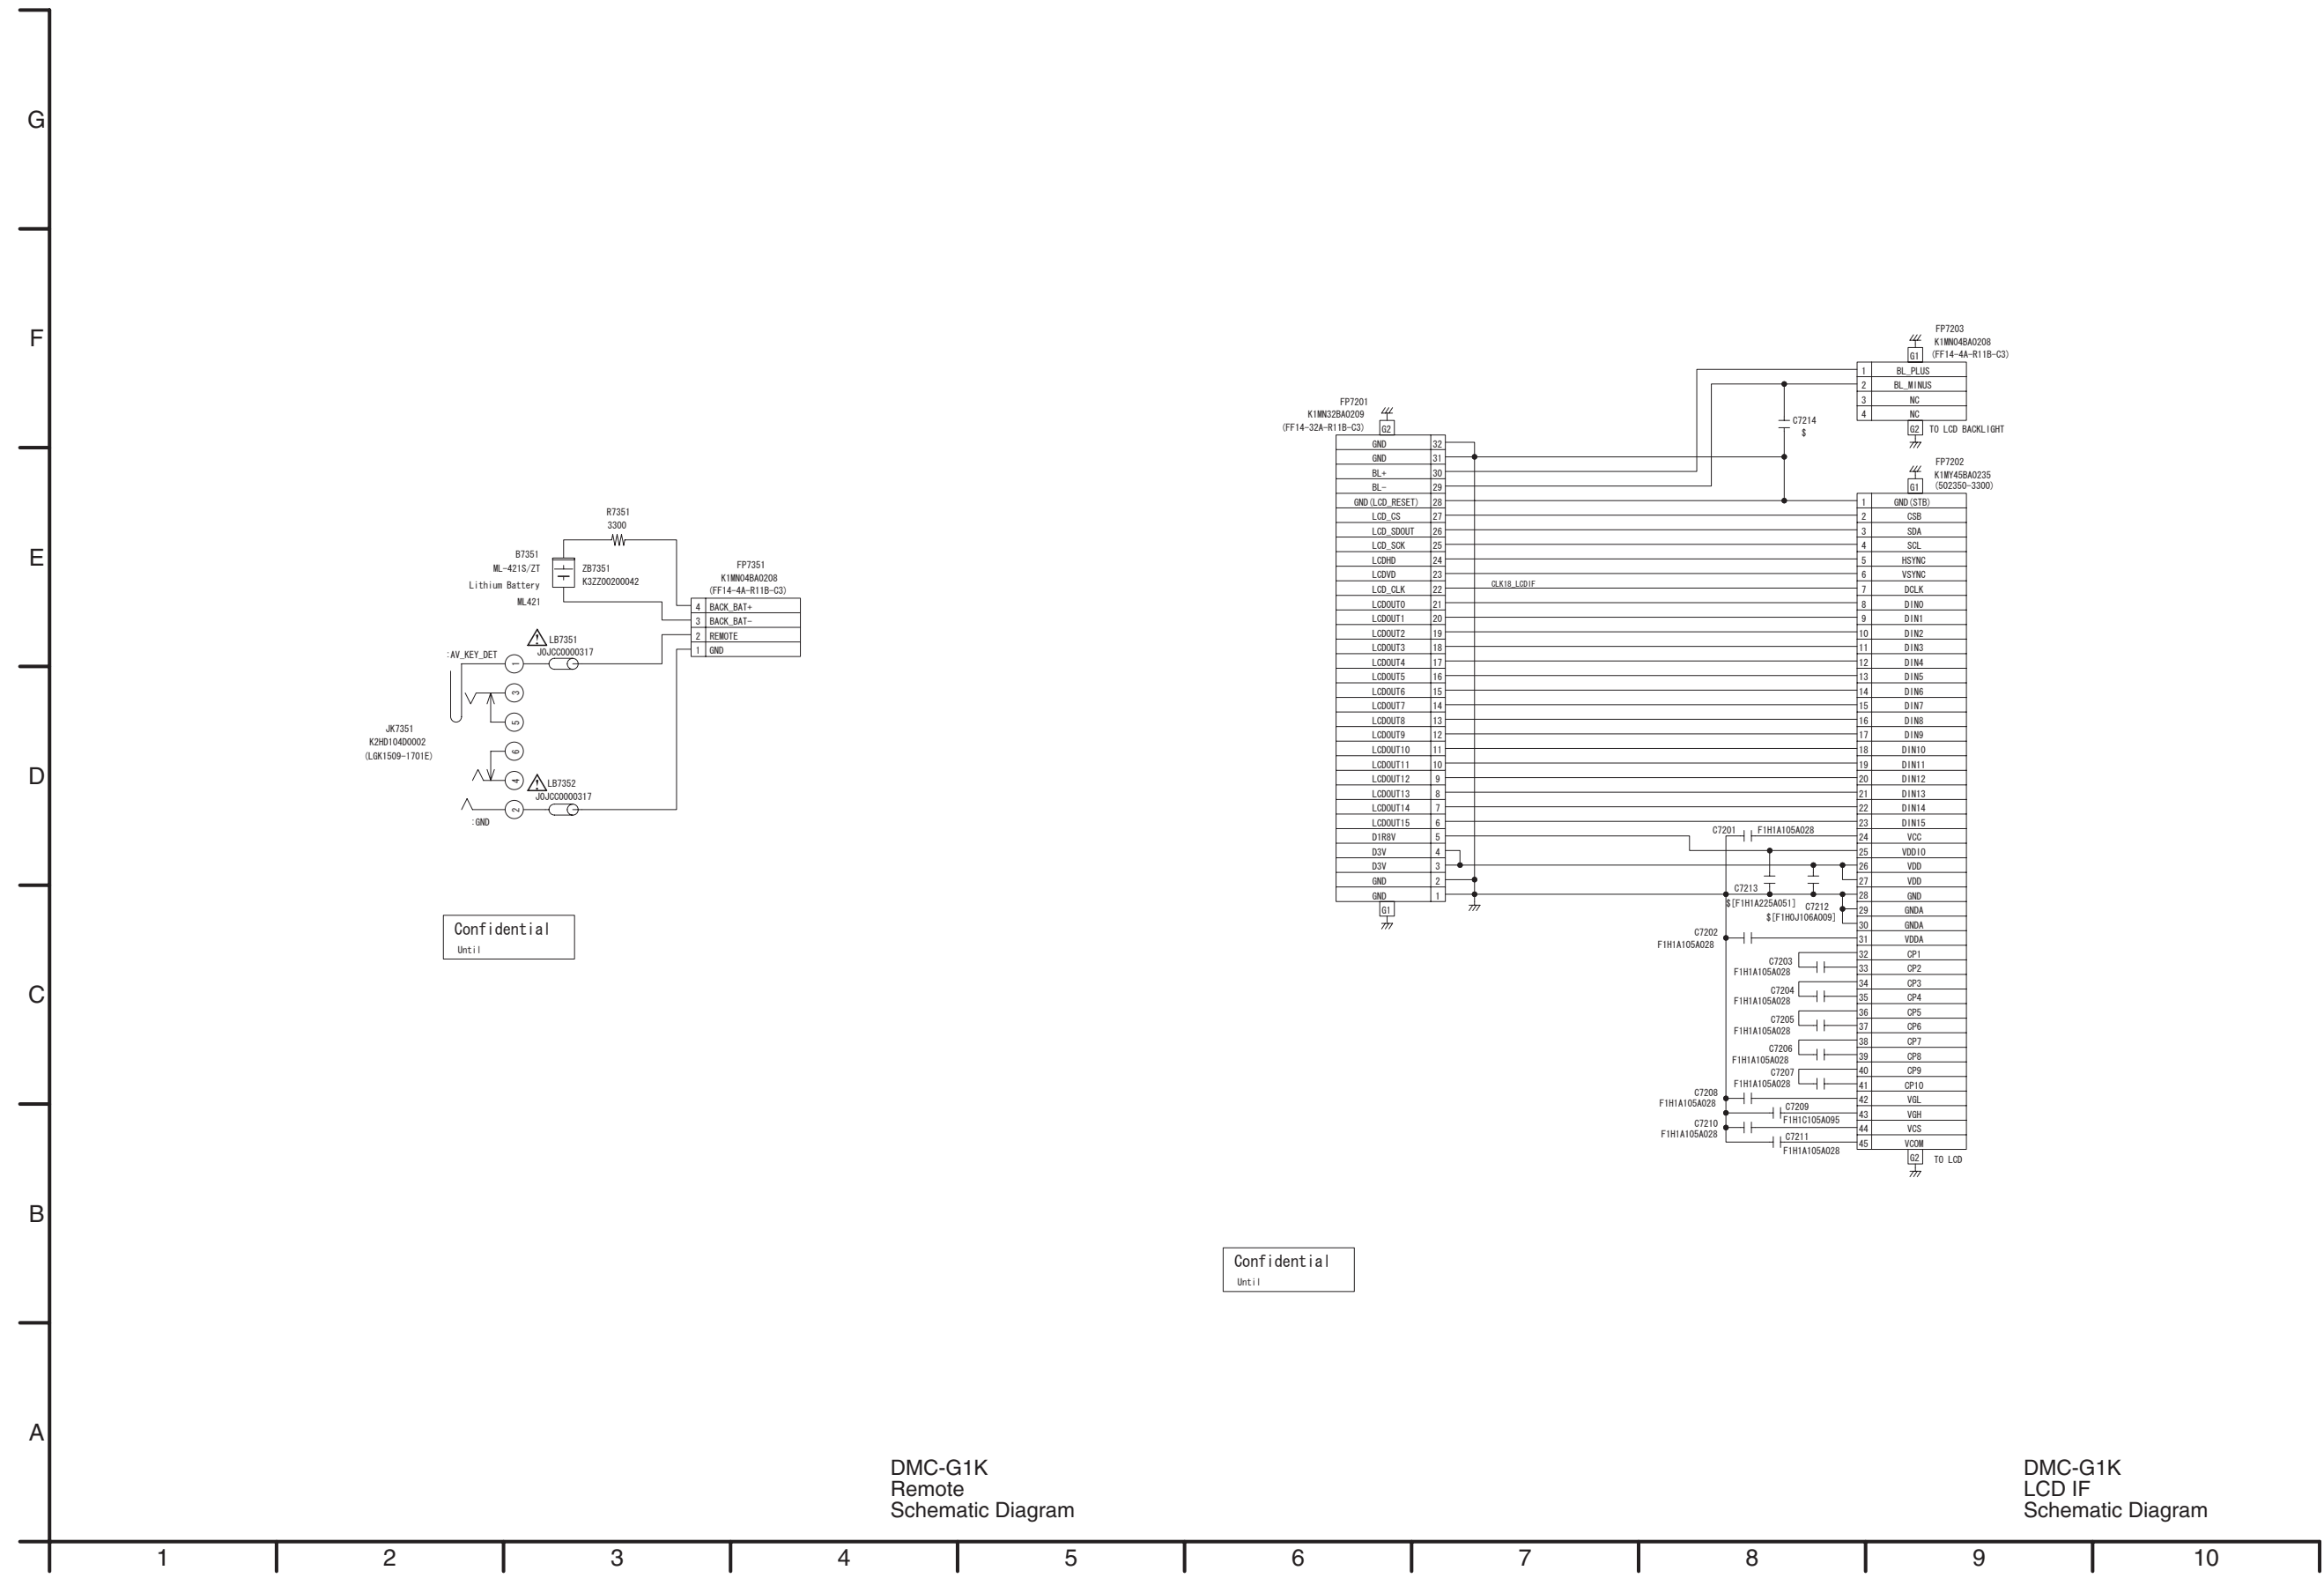 G
F
E
D
C
B
A
1
2
3
4
5
6
7
8
9
10
R7351
3300
B7351
ML-421S/ZT
Lithium Battery
ML421
ZB7351
K3ZZ00200042
FP7351
K1MN04BA0208
(FF14-4A-R11B-C3)
4 BACK_BAT+
3 BACK_BAT-
2 REMOTE
1 GND
LB7351
J0JCC0000317
:AV_KEY_DET
1
3
5
6
4
2
JK7351
K2HD104D0002
(LGK1509-1701E)
LB7352
J0JCC0000317
:GND
Confidential
Until
DMC-G1K
Remote
Schematic Diagram
FP7201
K1MN32BA0209
(FF14-32A-R11B-C3)
G2
GND 32
GND 31
BL+ 30
BL- 29
GND(LCD_RESET) 28
LCD_CS 27
LCD_SDOUT 26
LCD_SCK 25
LCDHD 24
LCDVD 23
LCD_CLK 22
LCDOUT0 21
LCDOUT1 20
LCDOUT2 19
LCDOUT3 18
LCDOUT4 17
LCDOUT5 16
LCDOUT6 15
LCDOUT7 14
LCDOUT8 13
LCDOUT9 12
LCDOUT10 11
LCDOUT11 10
LCDOUT12 9
LCDOUT13 8
LCDOUT14 7
LCDOUT15 6
D1R8V 5
D3V 4
D3V 3
GND 2
GND 1
G1
CLK18_LCDIF
FP7203
K1MN04BA0208
(FF14-4A-R11B-C3)
G1
1 BL_PLUS
2 BL_MINUS
3 NC
4 NC
G2 TO LCD BACKLIGHT
C7214
$
FP7202
K1MY45BA0235
(502350-3300)
G1
1 GND(STB)
2 CSB
3 SDA
4 SCL
5 HSYNC
6 VSYNC
7 DCLK
8 DIN0
9 DIN1
10 DIN2
11 DIN3
12 DIN4
13 DIN5
14 DIN6
15 DIN7
16 DIN8
17 DIN9
18 DIN10
19 DIN11
20 DIN12
21 DIN13
22 DIN14
23 DIN15
24 VCC
25 VDDIO
26 VDD
27 VDD
28 GND
29 GNDA
30 GNDA
31 VDDA
32 CP1
33 CP2
34 CP3
35 CP4
36 CP5
37 CP6
38 CP7
39 CP8
40 CP9
41 CP10
42 VGL
43 VGH
44 VCS
45 VCOM
G2 TO LCD
C7201 F1H1A105A028
C7213
$[F1H1A225A051]
C7212
$[F1H0J106A009]
C7202
F1H1A105A028
C7203
F1H1A105A028
C7204
F1H1A105A028
C7205
F1H1A105A028
C7206
F1H1A105A028
C7207
F1H1A105A028
C7208
F1H1A105A028
C7209
F1H1C105A095
C7210
F1H1A105A028
C7211
F1H1A105A028
Confidential
Until
DMC-G1K
LCD IF
Schematic Diagram